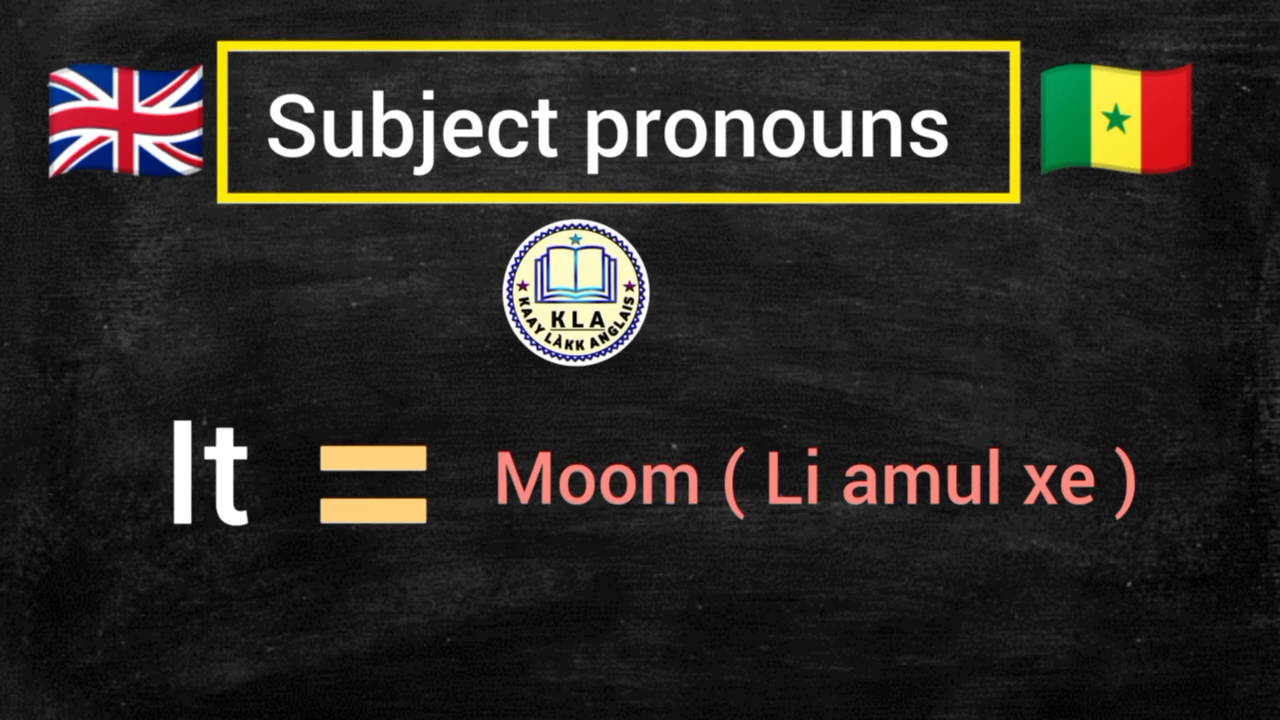 Subject pronouns
KLA
KAAY LÀKK ANGLAIS
It = Moom ( Li amul xe )